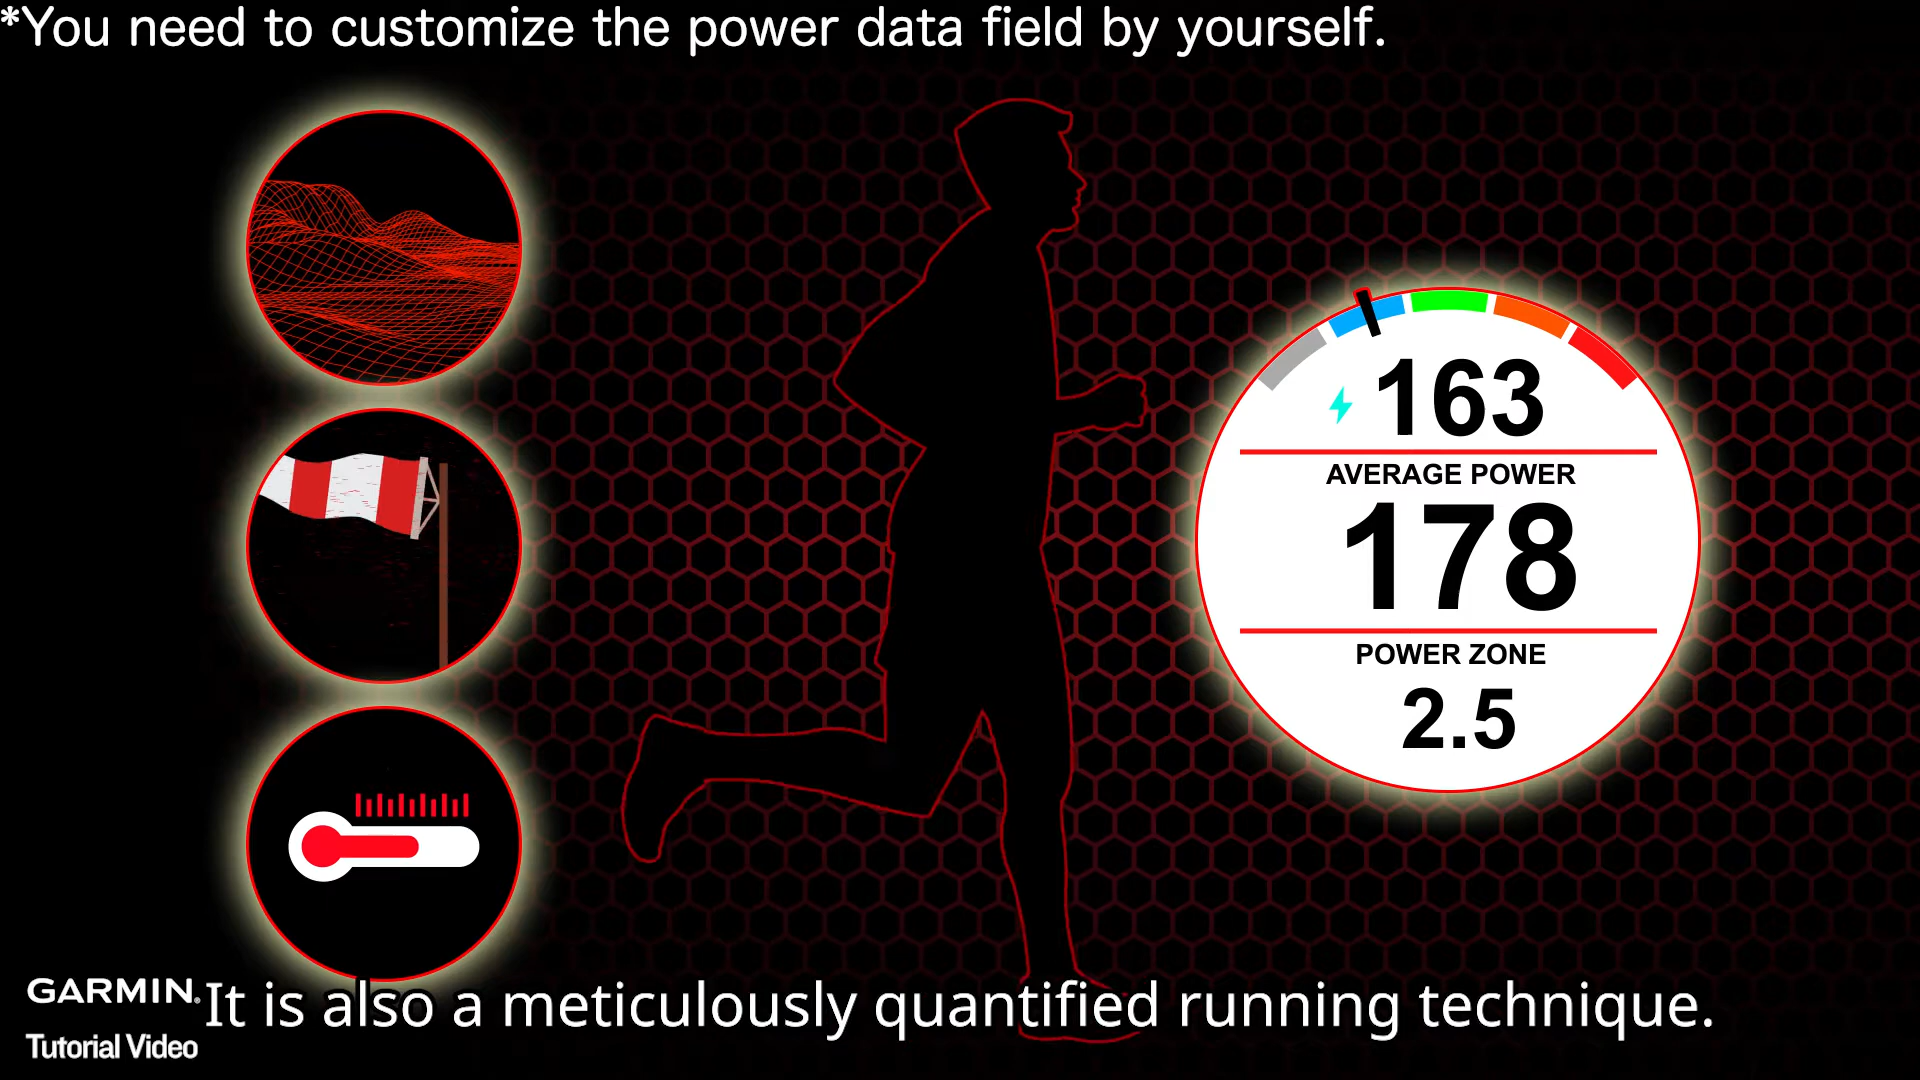 *You need to customize the power data field by yourself.
163
AVERAGE POWER
178
POWER ZONE
2.5
GARMIN.
It is also a meticulously quantified running technique.
Tutorial Video